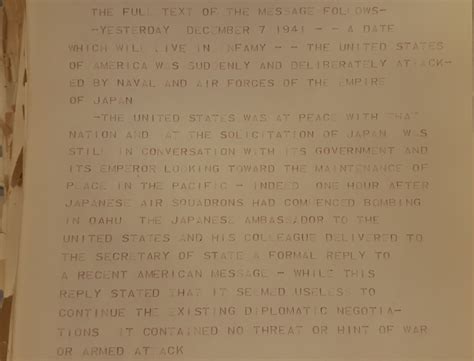 THE FULL TEXT OF THE MESSAGE FOLLOWS-
-YESTERDAY DECEMBER 7 1941 - - A DATE
WHICH WILL LIVE IN INFAMY - - THE UNITED STATES
OF AMERICA WAS SUDDENLY AND DELIBERATELY ATTACK-
ED BY NAVAL AND AIR FORCES OF THE EMPIRE
OF JAPAN
-THE UNITED STATES WAS AT PEACE WITH THAT
NATION AND AT THE SOLICITATION OF JAPAN WAS
STILL IN CONVERSATION WITH ITS GOVERNMENT AND
ITS EMPEROR LOOKING TOWARD THE MAINTENANCE OF
PLACE IN THE PACIFIC - INDEED ONE HOUR AFTER
JAPANESE AIR SQUADRONS HAD COMMENCED BOMBING
IN OAHU THE JAPANESE AMBASSADOR TO THE
UNITED STATES AND HIS COLLEAGUE DELIVERED TO
THE SECRETARY OF STATE A FORMAL REPLY TO
A RECENT AMERICAN MESSAGE - WHILE THIS
REPLY STATED THAT IT SEEMED USELESS TO
CONTINUE THE EXISTING DIPLOMATIC NEGOTIA-
TIONS IT CONTAINED NO THREAT OR HINT OF WAR
OR ARMED ATTACK